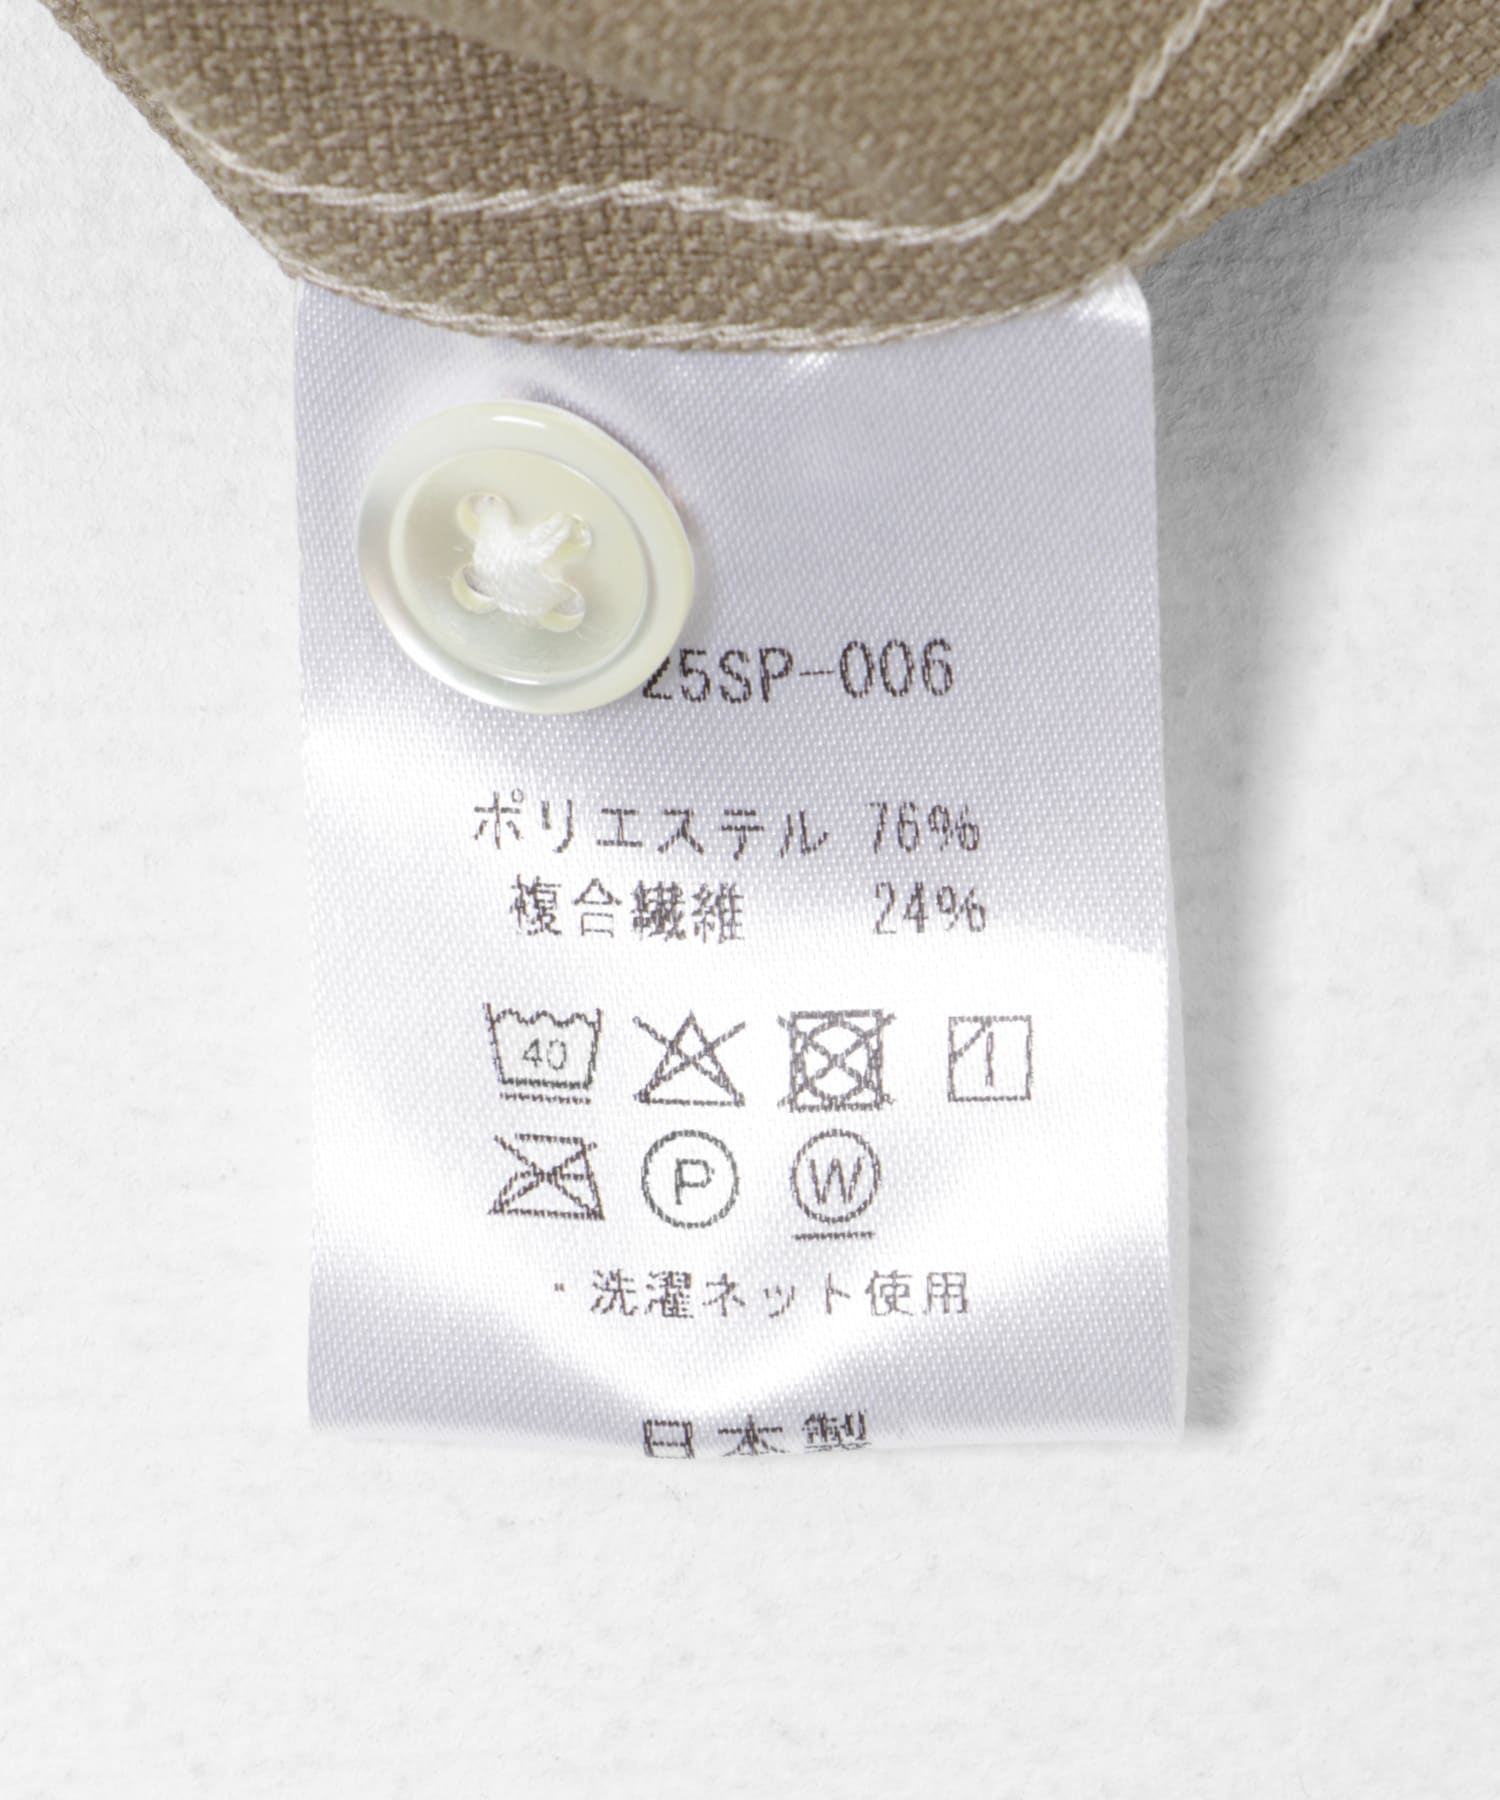 25SP-006
ポリエステル 76%
複合繊維 24%
40
P W
・洗濯ネット使用
日本製